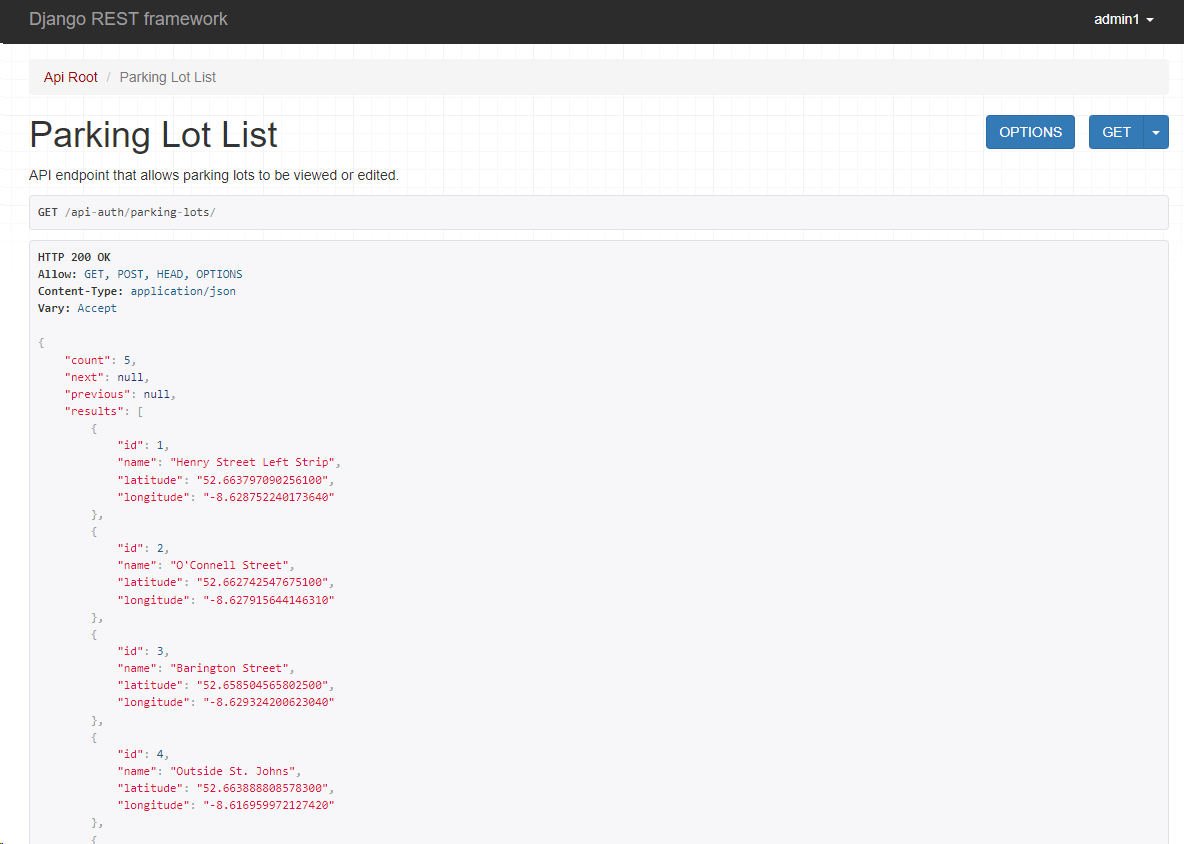 Django REST framework
admin1
Api Root / Parking Lot List
Parking Lot List
OPTIONS
GET
API endpoint that allows parking lots to be viewed or edited.
GET /api-auth/parking-lots/
HTTP 200 OK
Allow: GET, POST, HEAD, OPTIONS
Content-Type: application/json
Vary: Accept
{
"count": 5,
"next": null,
"previous": null,
"results": [
{
"id": 1,
"name": "Henry Street Left Strip",
"latitude": "52.663797090256100",
"longitude": "-8.628752240173640"
},
{
"id": 2,
"name": "O'Connell Street",
"latitude": "52.662742547675100",
"longitude": "-8.627915644146310"
},
{
"id": 3,
"name": "Barington Street",
"latitude": "52.658504565802500",
"longitude": "-8.629324200623040"
},
{
"id": 4,
"name": "Outside St. Johns",
"latitude": "52.663888808578300",
"longitude": "-8.616959972127420"
},
{